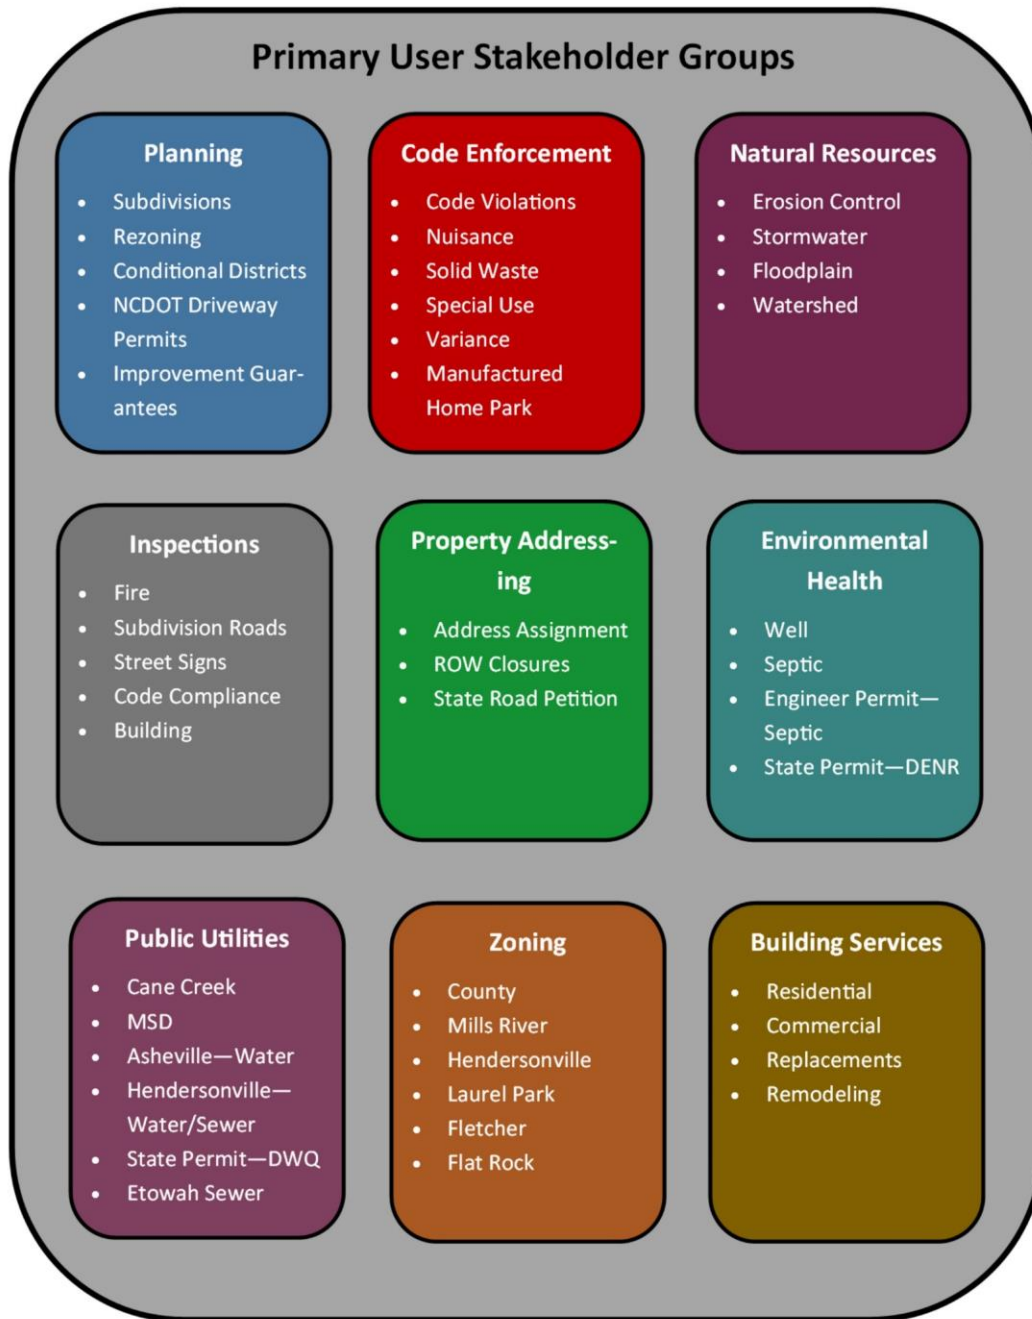 Primary User Stakeholder Groups
Planning
• Subdivisions
• Rezoning
• Conditional Districts
• NCDOT Driveway
Permits
• Improvement Guar-
antees
Code Enforcement
• Code Violations
• Nuisance
• Solid Waste
• Special Use
• Variance
• Manufactured
Home Park
Natural Resources
• Erosion Control
• Stormwater
• Floodplain
• Watershed
Inspections
• Fire
• Subdivision Roads
• Street Signs
• Code Compliance
• Building
Property Address-
ing
• Address Assignment
• ROW Closures
• State Road Petition
Environmental
Health
• Well
• Septic
• Engineer Permit—
Septic
• State Permit—DENR
Public Utilities
• Cane Creek
• MSD
• Asheville—Water
• Hendersonville—
Water/Sewer
• State Permit—DWQ
• Etowah Sewer
Zoning
• County
• Mills River
• Hendersonville
• Laurel Park
• Fletcher
• Flat Rock
Building Services
• Residential
• Commercial
• Replacements
• Remodeling